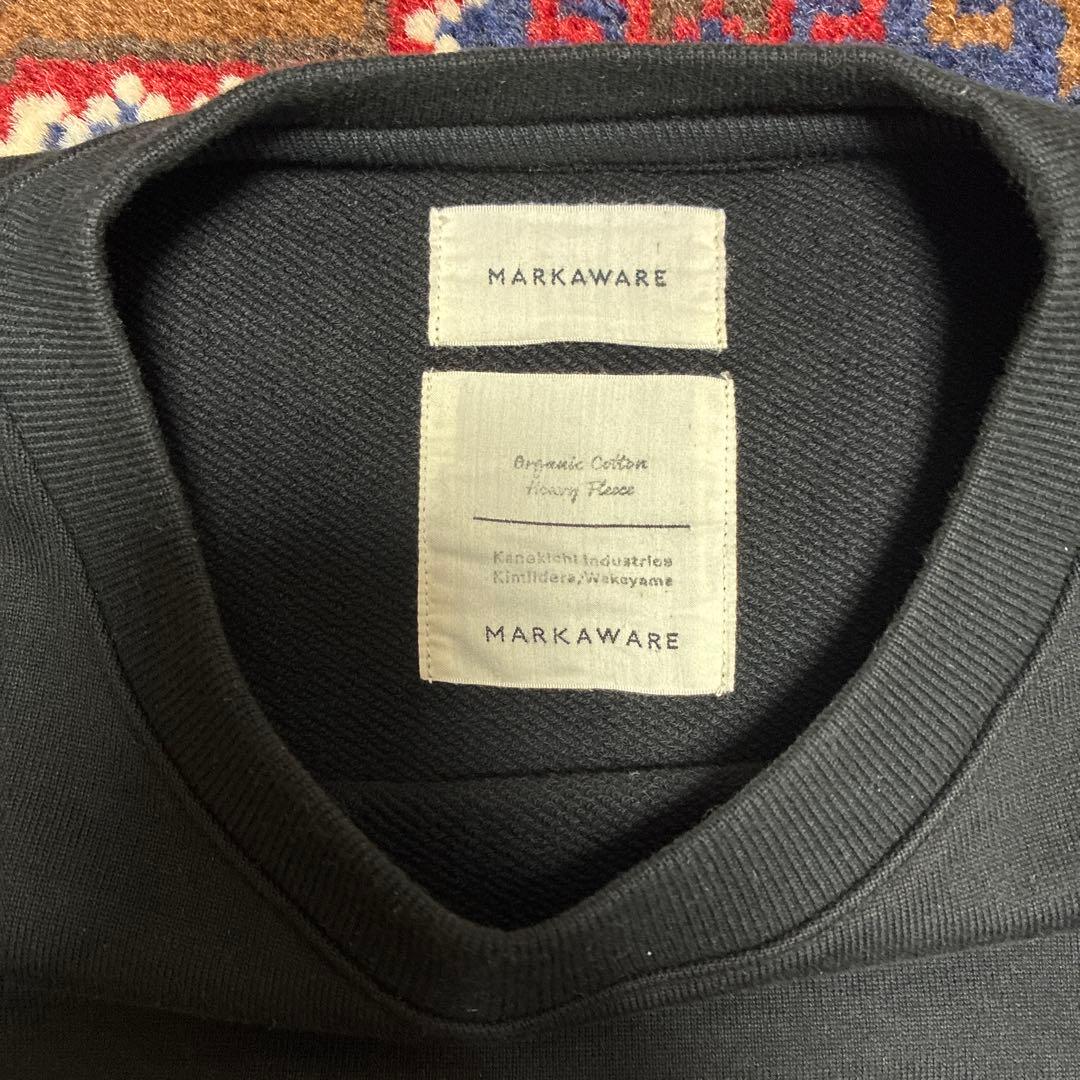 MARKAWARE
Organic Cotton
Heavy Fleece
Kanekichi Industries
Kimiidera, Wakayama
MARKAWARE